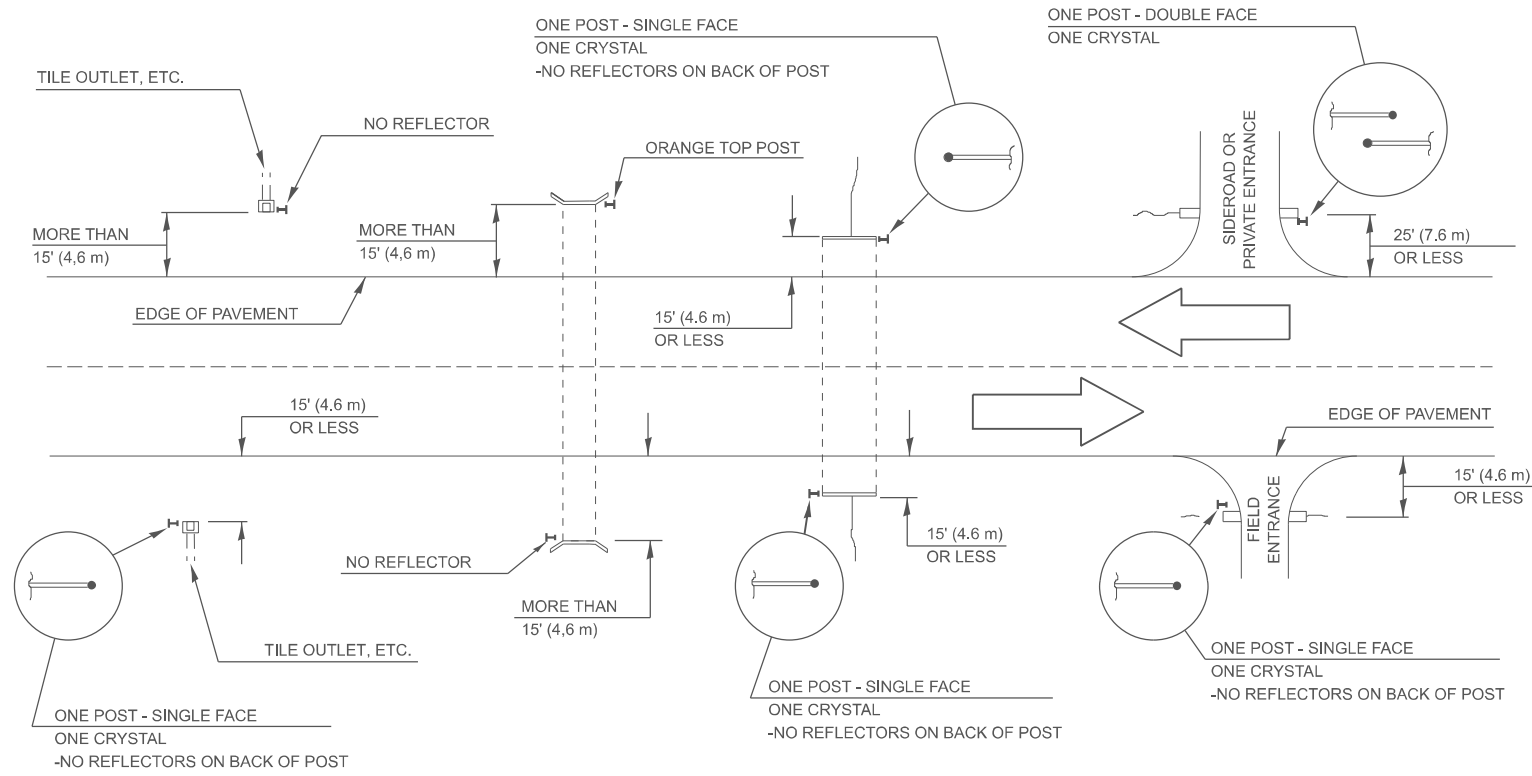 ONE POST - SINGLE FACE
ONE CRYSTAL
-NO REFLECTORS ON BACK OF POST
ONE POST - DOUBLE FACE
ONE CRYSTAL
TILE OUTLET, ETC.
NO REFLECTOR
ORANGE TOP POST
SIDEROAD OR
PRIVATE ENTRANCE
MORE THAN
15' (4,6 m)
MORE THAN
15' (4,6 m)
25' (7.6 m)
OR LESS
EDGE OF PAVEMENT
15' (4.6 m)
OR LESS
15' (4.6 m)
OR LESS
EDGE OF PAVEMENT
15' (4.6 m)
OR LESS
FIELD
ENTRANCE
15' (4.6 m)
OR LESS
NO REFLECTOR
MORE THAN
15' (4,6 m)
TILE OUTLET, ETC.
ONE POST - SINGLE FACE
ONE CRYSTAL
-NO REFLECTORS ON BACK OF POST
ONE POST - SINGLE FACE
ONE CRYSTAL
-NO REFLECTORS ON BACK OF POST
ONE POST - SINGLE FACE
ONE CRYSTAL
-NO REFLECTORS ON BACK OF POST